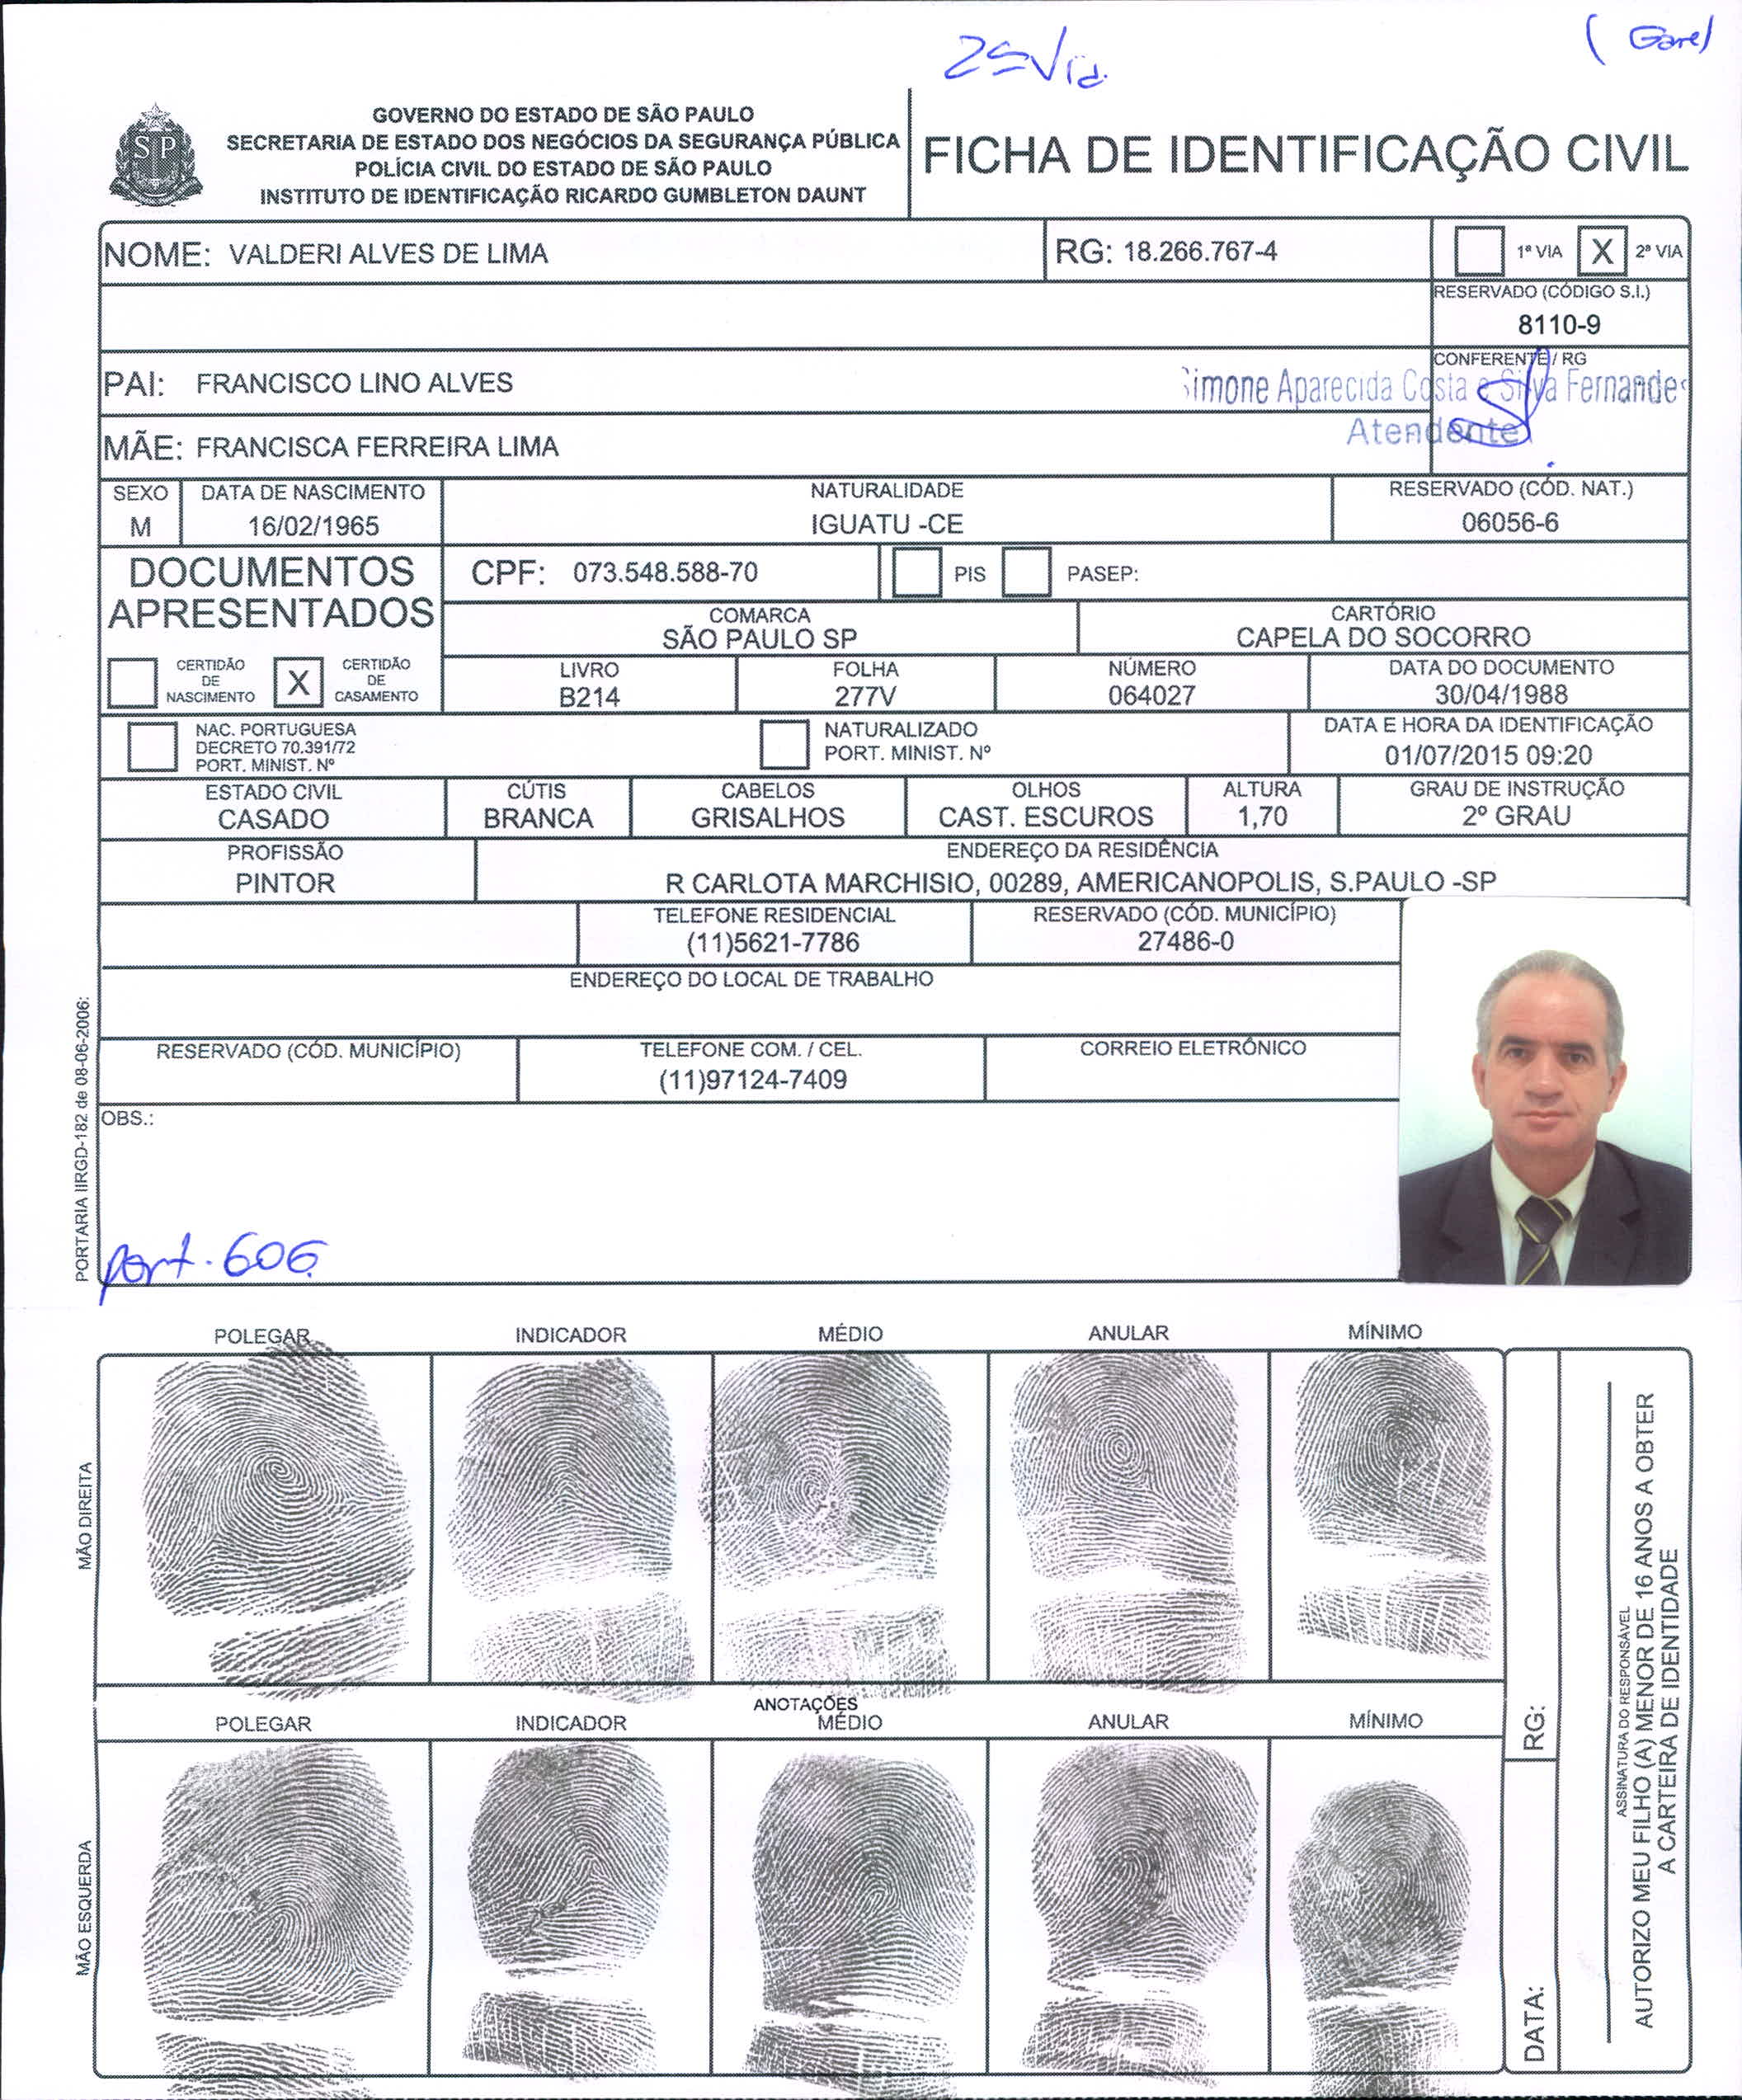 2ª Via.
(Gare)
GOVERNO DO ESTADO DE SÃO PAULO
SECRETARIA DE ESTADO DOS NEGÓCIOS DA SEGURANÇA PÚBLICA
POLÍCIA CIVIL DO ESTADO DE SÃO PAULO
INSTITUTO DE IDENTIFICAÇÃO RICARDO GUMBLETON DAUNT
SP
FICHA DE IDENTIFICAÇÃO CIVIL
NOME: VALDERI ALVES DE LIMA
RG: 18.266.767-4
1ª VIA X 2ª VIA
RESERVADO (CÓDIGO S.I.)
8110-9
PAI: FRANCISCO LINO ALVES
CONFERENTE / RG
Simone Aparecida Costa e Silva Fernande
Atendente
MÃE: FRANCISCA FERREIRA LIMA
SEXO
M
DATA DE NASCIMENTO
16/02/1965
NATURALIDADE
IGUATU -CE
RESERVADO (CÓD. NAT.)
06056-6
DOCUMENTOS
APRESENTADOS
CPF: 073.548.588-70
PIS
PASEP:
COMARCA
SÃO PAULO SP
CARTÓRIO
CAPELA DO SOCORRO
CERTIDÃO
DE
NASCIMENTO
X
CERTIDÃO
DE
CASAMENTO
LIVRO
B214
FOLHA
277V
NÚMERO
064027
DATA DO DOCUMENTO
30/04/1988
NAC. PORTUGUESA
DECRETO 70.391/72
PORT. MINIST. Nº
NATURALIZADO
PORT. MINIST. Nº
DATA E HORA DA IDENTIFICAÇÃO
01/07/2015 09:20
ESTADO CIVIL
CASADO
CÚTIS
BRANCA
CABELOS
GRISALHOS
OLHOS
CAST. ESCUROS
ALTURA
1,70
GRAU DE INSTRUÇÃO
2º GRAU
PROFISSÃO
PINTOR
ENDEREÇO DA RESIDÊNCIA
R CARLOTA MARCHISIO, 00289, AMERICANOPOLIS, S.PAULO -SP
TELEFONE RESIDENCIAL
(11)5621-7786
RESERVADO (CÓD. MUNICÍPIO)
27486-0
ENDEREÇO DO LOCAL DE TRABALHO
RESERVADO (CÓD. MUNICÍPIO)
TELEFONE COM. / CEL.
(11)97124-7409
CORREIO ELETRÔNICO
OBS.:
port. 606
PORTARIA IIRGD-182 de 08-06-2006:
POLEGAR INDICADOR MÉDIO ANULAR MÍNIMO
MÃO DIREITA
ANOTAÇÕES
POLEGAR INDICADOR MÉDIO ANULAR MÍNIMO
MÃO ESQUERDA
RG:
DATA:
ASSINATURA DO RESPONSÁVEL
AUTORIZO MEU FILHO (A) MENOR DE 16 ANOS A OBTER
A CARTEIRA DE IDENTIDADE